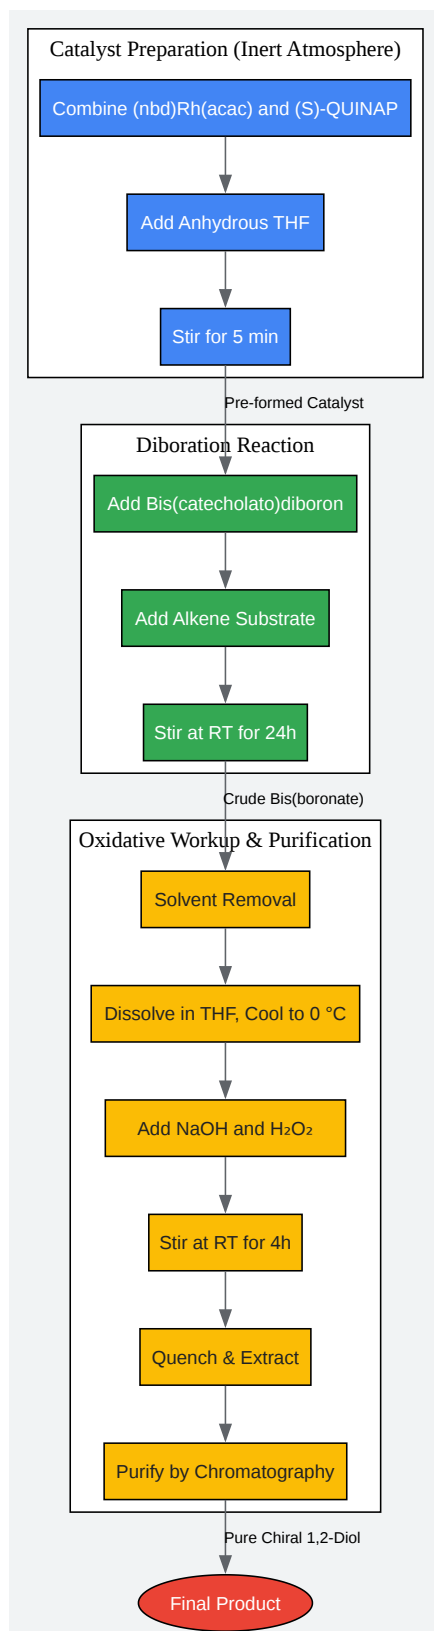 Catalyst Preparation (Inert Atmosphere)
Combine (nbd)Rh(acac) and (S)-QUINAP
Add Anhydrous THF
Stir for 5 min
Pre-formed Catalyst
Diboration Reaction
Add Bis(catecholato)diboron
Add Alkene Substrate
Stir at RT for 24h
Crude Bis(boronate)
Oxidative Workup & Purification
Solvent Removal
Dissolve in THF, Cool to 0 °C
Add NaOH and H₂O₂
Stir at RT for 4h
Quench & Extract
Purify by Chromatography
Pure Chiral 1,2-Diol
Final Product